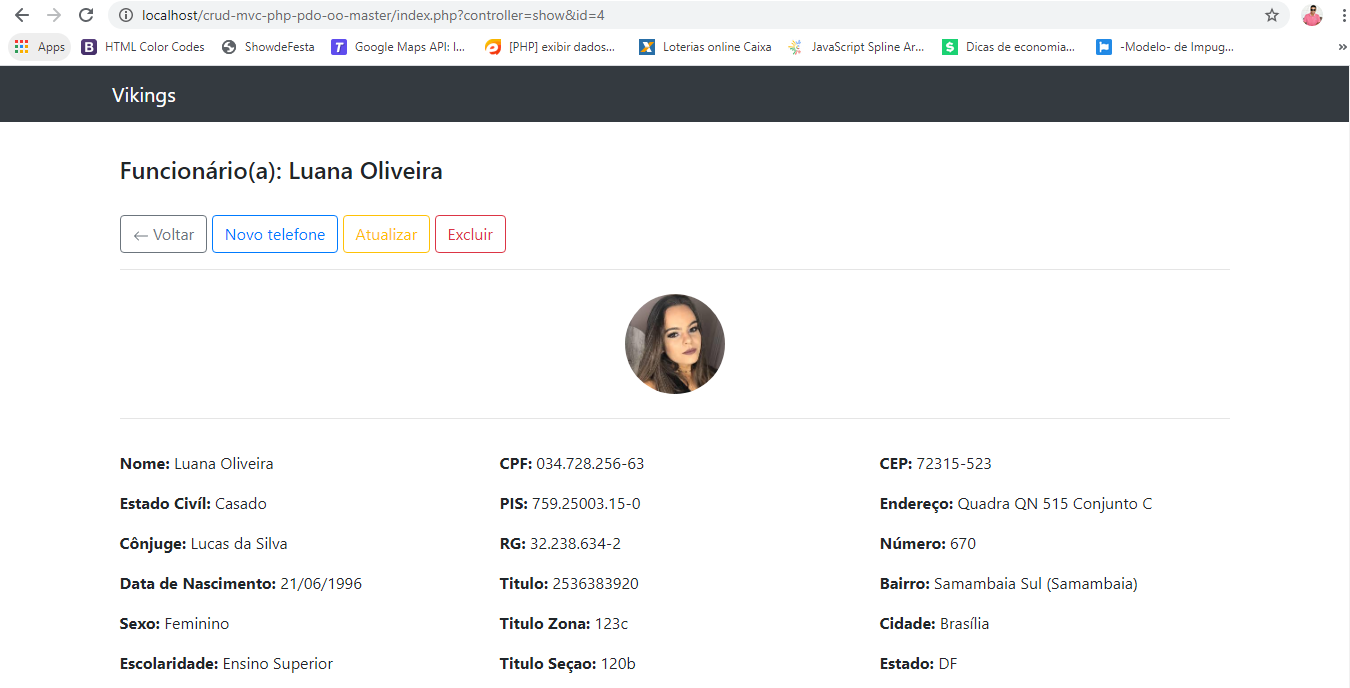 localhost/crud-mvc-php-pdo-oo-master/index.php?controller=show&id=4
Apps HTML Color Codes ShowdeFesta Google Maps API: I... [PHP] exibir dados... Loterias online Caixa JavaScript Spline Ar... Dicas de economia... -Modelo- de Impug... »
Vikings
Funcionário(a): Luana Oliveira
← Voltar Novo telefone Atualizar Excluir
Nome: Luana Oliveira CPF: 034.728.256-63 CEP: 72315-523
Estado Civíl: Casado PIS: 759.25003.15-0 Endereço: Quadra QN 515 Conjunto C
Cônjuge: Lucas da Silva RG: 32.238.634-2 Número: 670
Data de Nascimento: 21/06/1996 Titulo: 2536383920 Bairro: Samambaia Sul (Samambaia)
Sexo: Feminino Titulo Zona: 123c Cidade: Brasília
Escolaridade: Ensino Superior Titulo Seçao: 120b Estado: DF